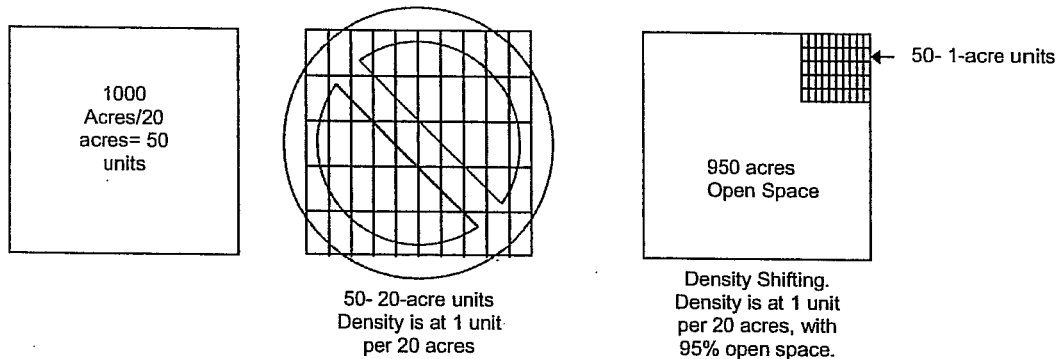 1000
Acres/20
acres= 50
units
50- 20-acre units
Density is at 1 unit
per 20 acres
50- 1-acre units
950 acres
Open Space
Density Shifting.
Density is at 1 unit
per 20 acres, with
95% open space.